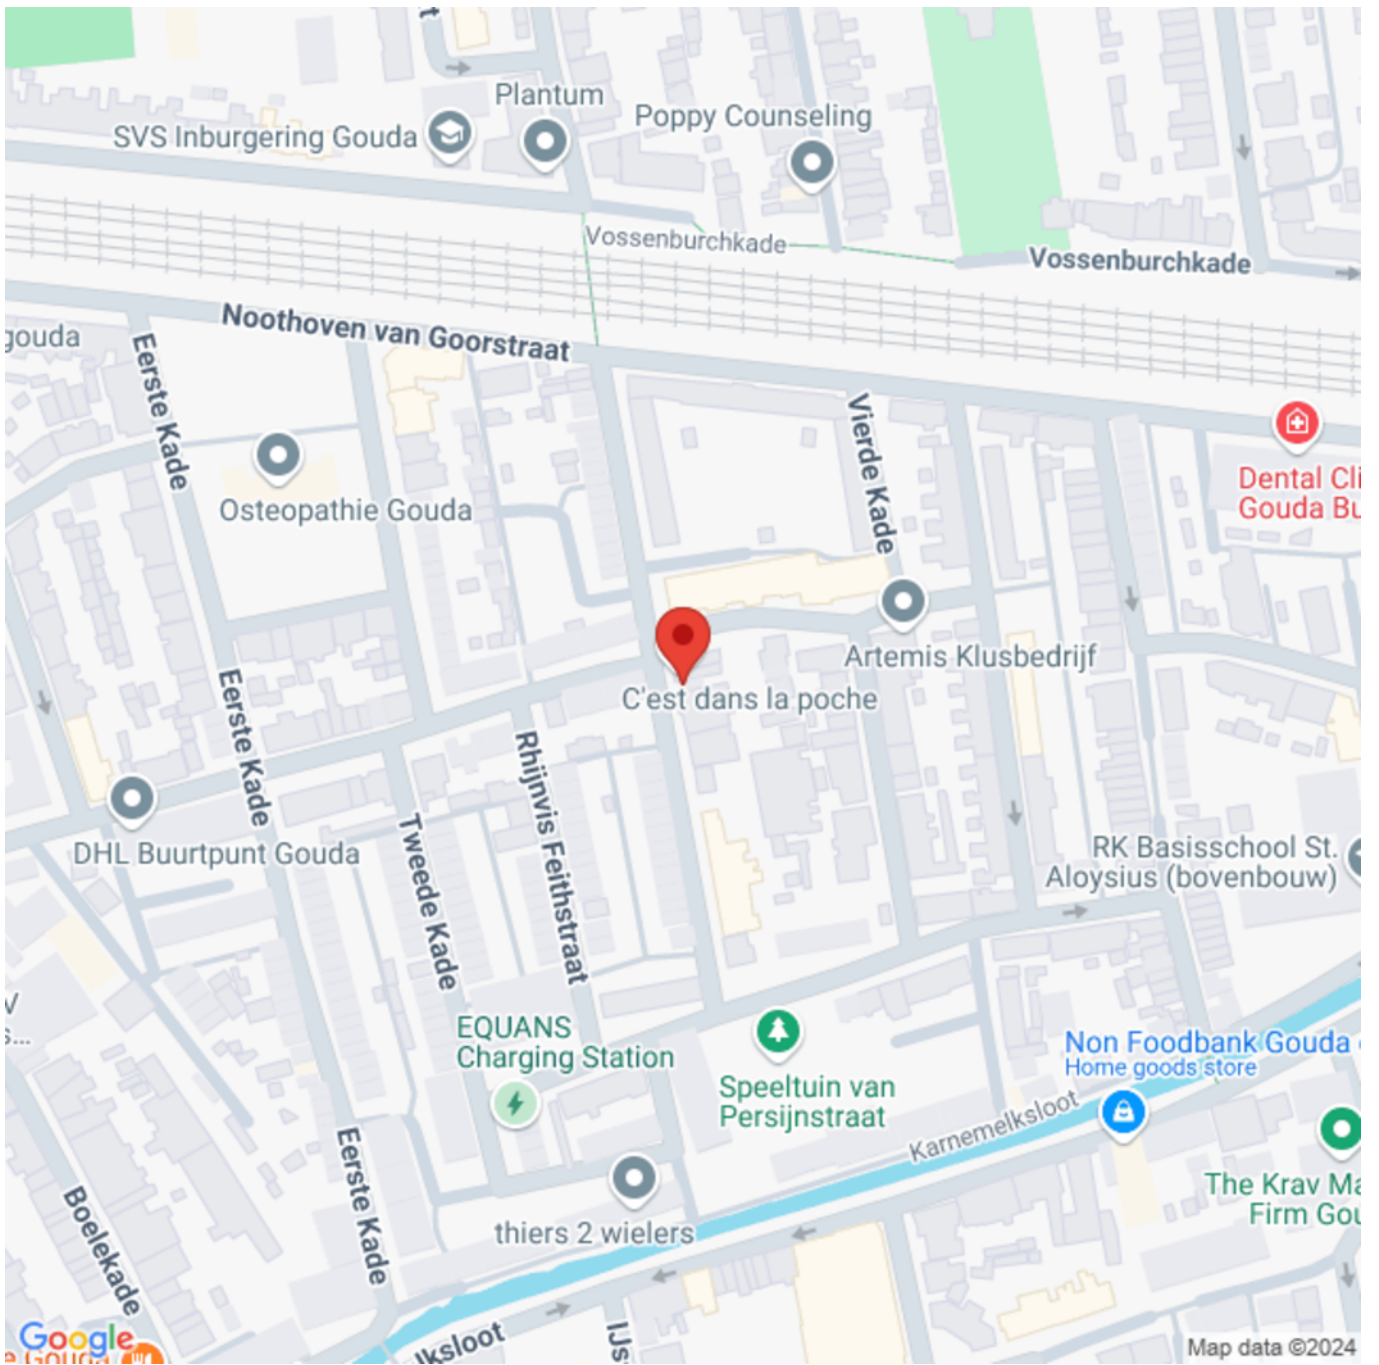 Plantum
Poppy Counseling
SVS Inburgering Gouda
Vossenburchkade
Vossenburchkade
Noothoven van Goorstraat
gouda
Eerste Kade
Vierde Kade
Osteopathie Gouda
Dental Cli
Gouda Bu
Artemis Klusbedrijf
C'est dans la poche
Eerste Kade
Rhijnvis Feithstraat
DHL Buurtpunt Gouda
Tweede Kade
RK Basisschool St.
Aloysius (bovenbouw)
EQUANS
Charging Station
Speeltuin van
Persijnstraat
Non Foodbank Gouda
Home goods store
Karnemelksloot
Eerste Kade
The Krav Ma
Firm Gou
Boelekade
thiers 2 wielers
Google
lksloot
IJs
Map data ©2024